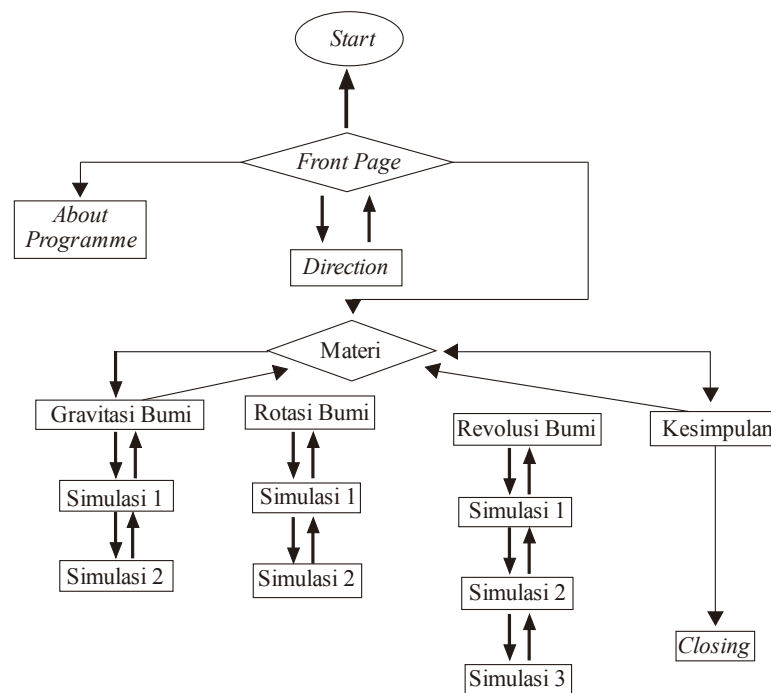 Start
Front Page
About
Programme
Direction
Materi
Gravitasi Bumi
Rotasi Bumi
Revolusi Bumi
Kesimpulan
Simulasi 1
Simulasi 1
Simulasi 1
Simulasi 2
Simulasi 2
Simulasi 2
Closing
Simulasi 3